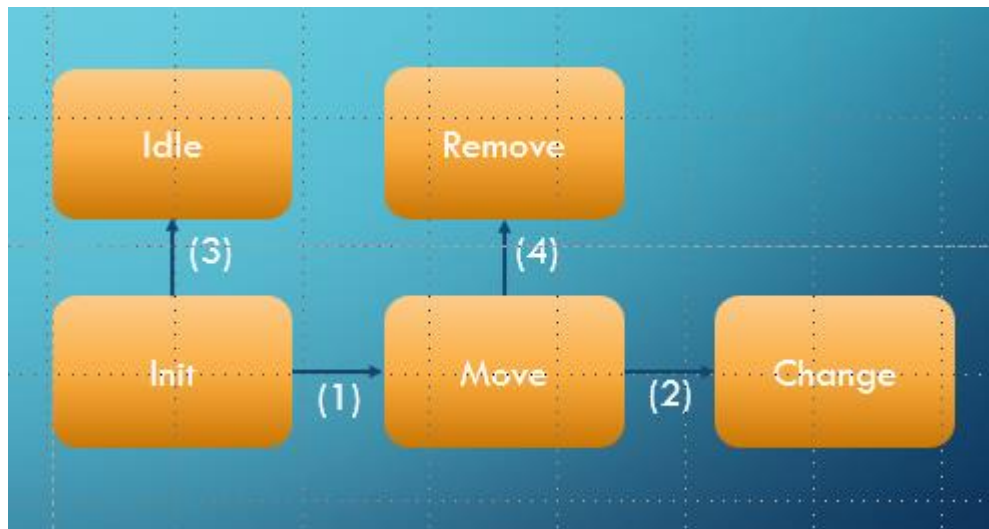 Idle
Remove
(3)
(4)
Init
Move
Change
(1)
(2)